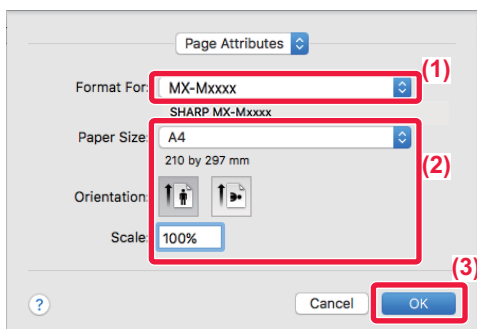 Page Attributes
(1)
Format For: MX-Mxxxx
SHARP MX-Mxxxx
Paper Size: A4
210 by 297 mm
(2)
Orientation:
Scale: 100%
(3)
? Cancel OK